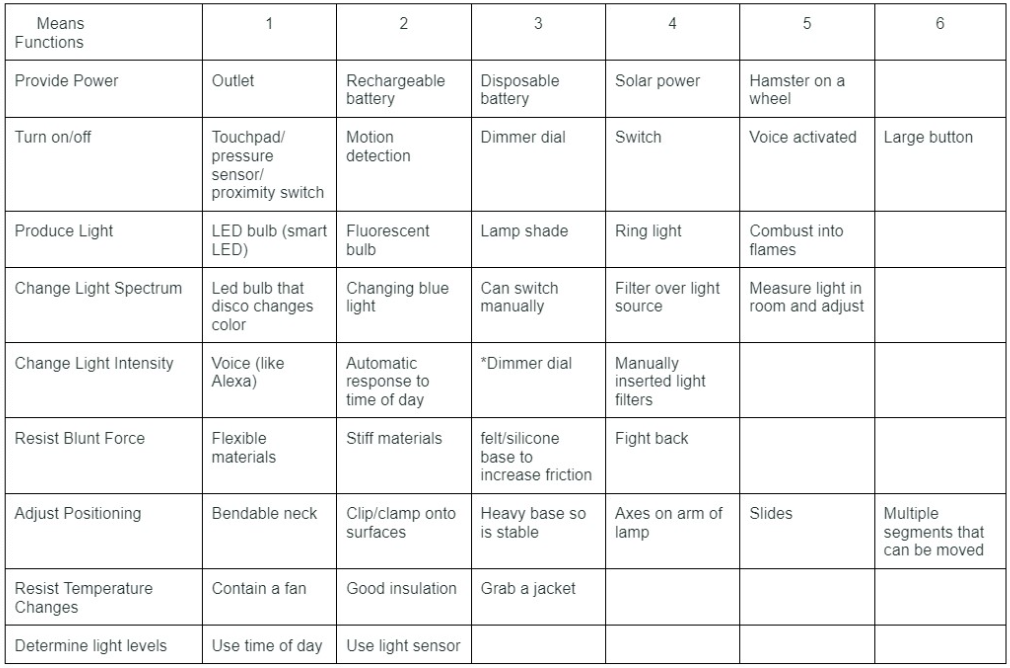 Means
Functions
1
2
3
4
5
6
Provide Power
Outlet
Rechargeable
battery
Disposable
battery
Solar power
Hamster on a
wheel
Turn on/off
Touchpad/
pressure
sensor/
proximity switch
Motion
detection
Dimmer dial
Switch
Voice activated
Large button
Produce Light
LED bulb (smart
LED)
Fluorescent
bulb
Lamp shade
Ring light
Combust into
flames
Change Light Spectrum
Led bulb that
disco changes
color
Changing blue
light
Can switch
manually
Filter over light
source
Measure light in
room and adjust
Change Light Intensity
Voice (like
Alexa)
Automatic
response to
time of day
*Dimmer dial
Manually
inserted light
filters
Resist Blunt Force
Flexible
materials
Stiff materials
felt/silicone
base to
increase friction
Fight back
Adjust Positioning
Bendable neck
Clip/clamp onto
surfaces
Heavy base so
is stable
Axes on arm of
lamp
Slides
Multiple
segments that
can be moved
Resist Temperature
Changes
Contain a fan
Good insulation
Grab a jacket
Determine light levels
Use time of day
Use light sensor